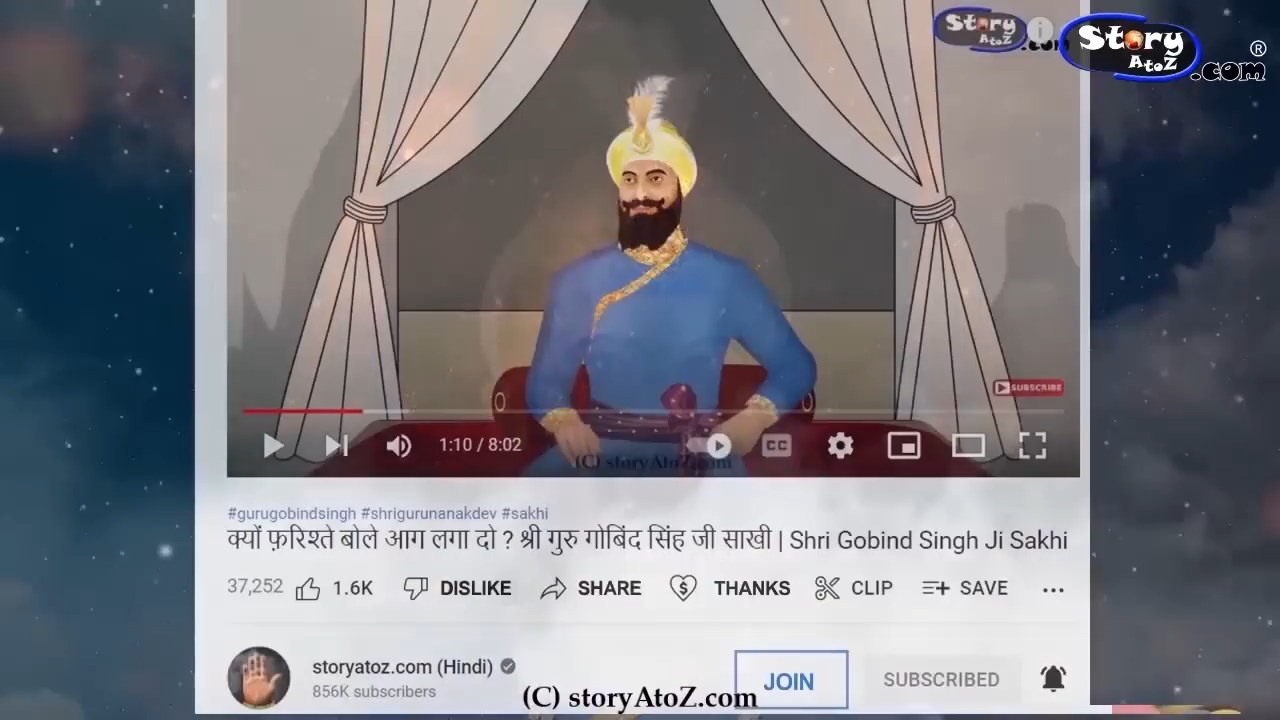 Story AtoZ .com
Story AtoZ .com ®
SUBSCRIBE
1:10 / 8:02
CC
(C) storyAtoZ.com
#gurugobindsingh #shrigurunanakdev #sakhi
क्यों फ़रिश्ते बोले आग लगा दो ? श्री गुरु गोबिंद सिंह जी साखी | Shri Gobind Singh Ji Sakhi
37,252 1.6K DISLIKE SHARE THANKS CLIP SAVE ...
storyatoz.com (Hindi)
856K subscribers
JOIN SUBSCRIBED
(C) storyAtoZ.com